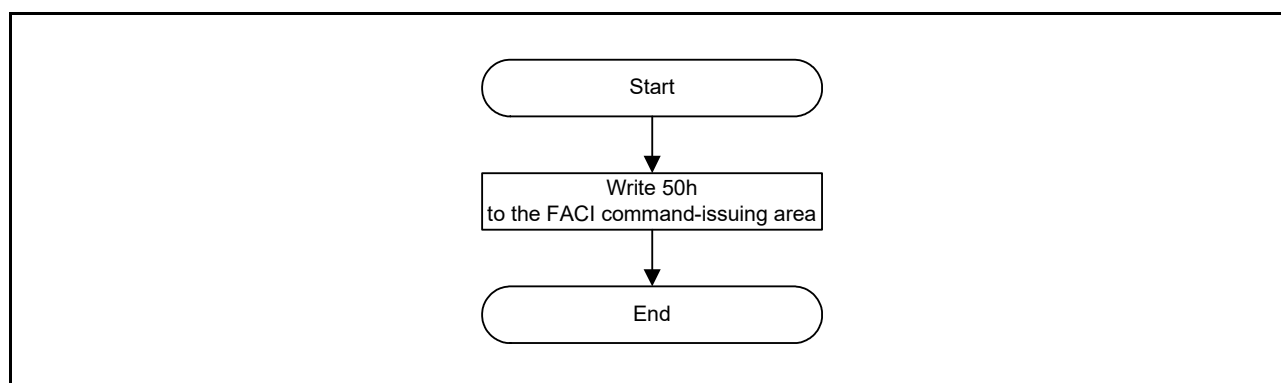 Start
Write 50h
to the FACI command-issuing area
End